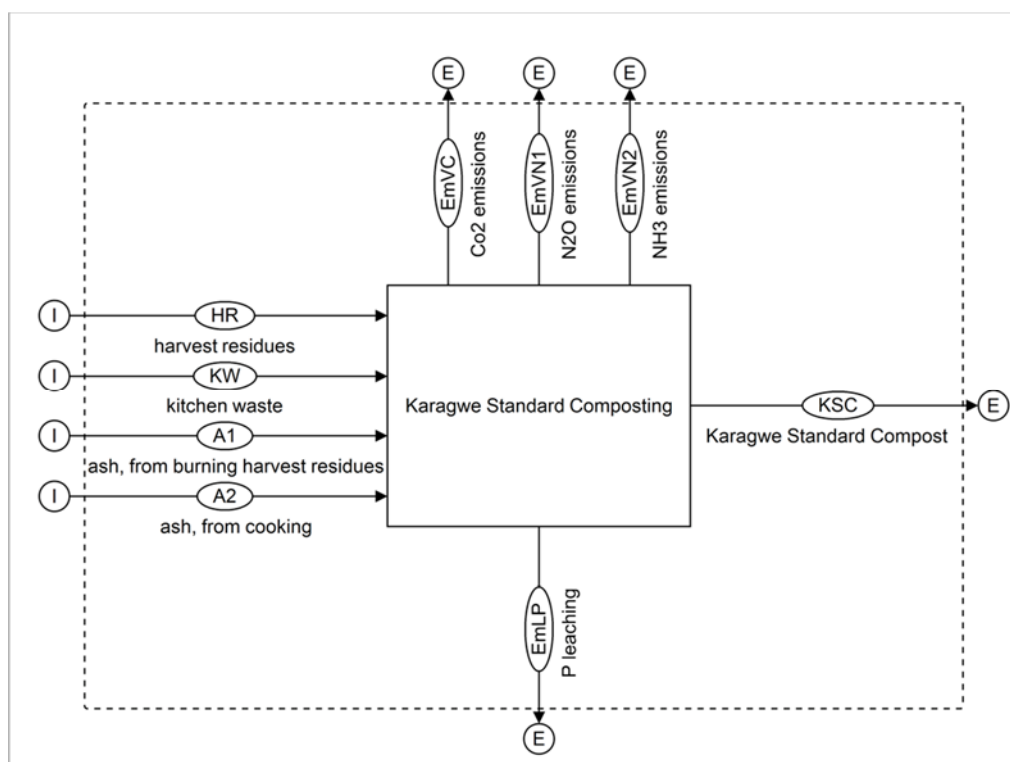 E
E
E
EmVC
Co2 emissions
EmVN1
N2O emissions
EmVN2
NH3 emissions
I
HR
harvest residues
I
KW
kitchen waste
I
A1
ash, from burning harvest residues
I
A2
ash, from cooking
Karagwe Standard Composting
KSC
E
Karagwe Standard Compost
EmLP
P leaching
E